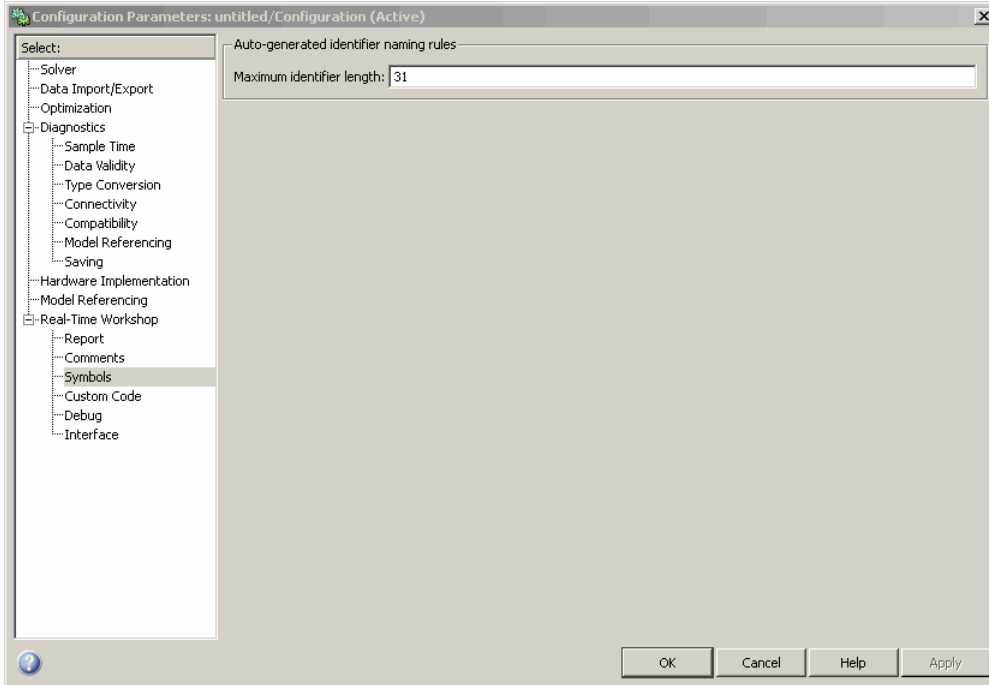 Configuration Parameters: untitled/Configuration (Active)
Select:
Solver
Data Import/Export
Optimization
Diagnostics
Sample Time
Data Validity
Type Conversion
Connectivity
Compatibility
Model Referencing
Saving
Hardware Implementation
Model Referencing
Real-Time Workshop
Report
Comments
Symbols
Custom Code
Debug
Interface
Auto-generated identifier naming rules
Maximum identifier length: 31
OK Cancel Help Apply